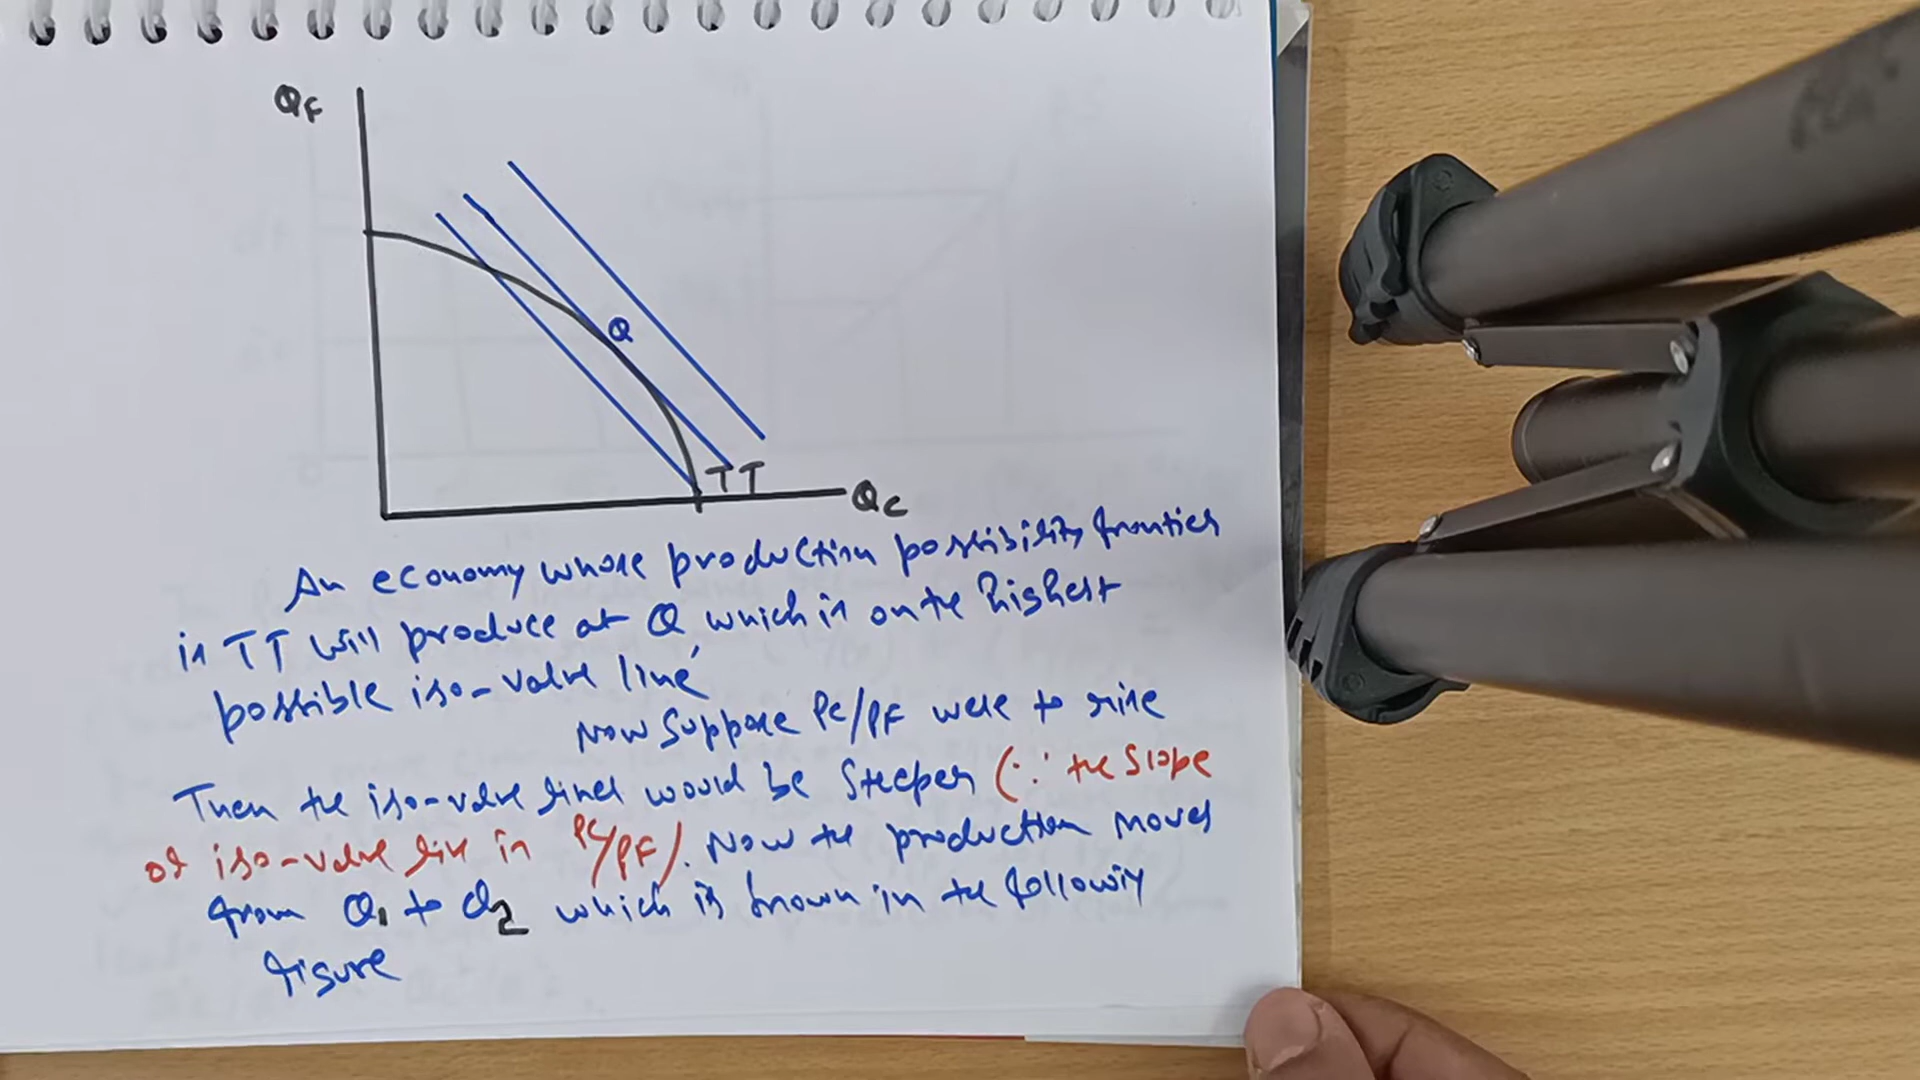 QF
Q
TT
QC
An economy whose production possibility frontier
is TT will produce at Q which is on the highest
possible iso-value line
Now suppose PC/PF were to rise
Then the iso-value lines would be steeper (∵ the slope
of iso-value line is PC/PF). Now the production moves
from Q1 to Q2 which is shown in the following
figure